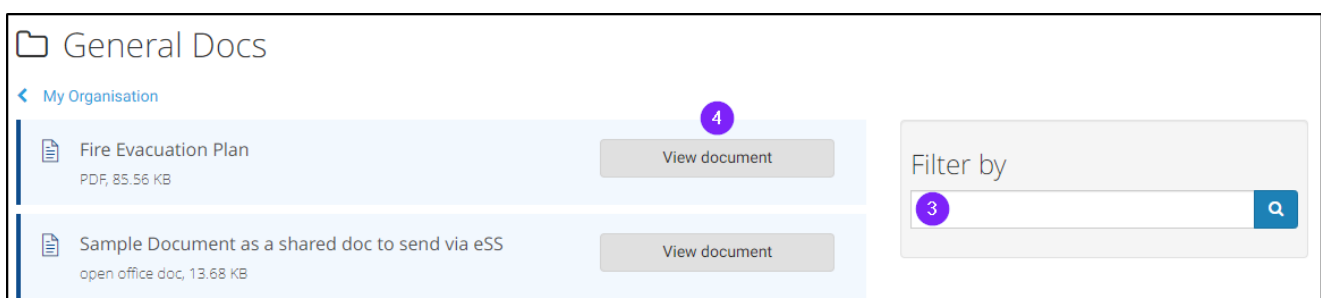 General Docs
My Organisation
4
Fire Evacuation Plan
View document
PDF, 85.56 KB
Sample Document as a shared doc to send via eSS
View document
open office doc, 13.68 KB
Filter by
3